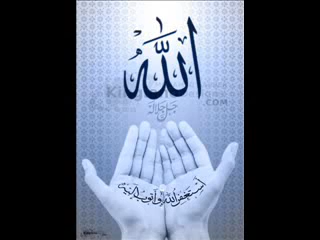 الله
جل جلاله
أستغفر الله وأتوب إليه